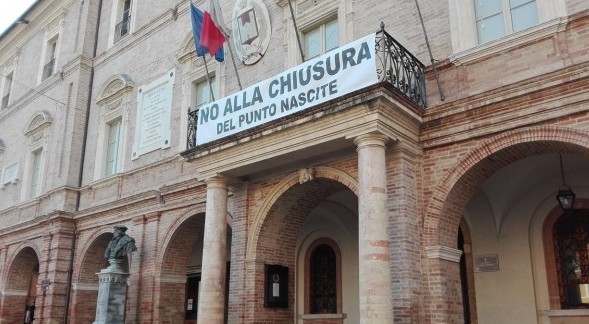 NO ALLA CHIUSURA
DEL PUNTO NASCITE